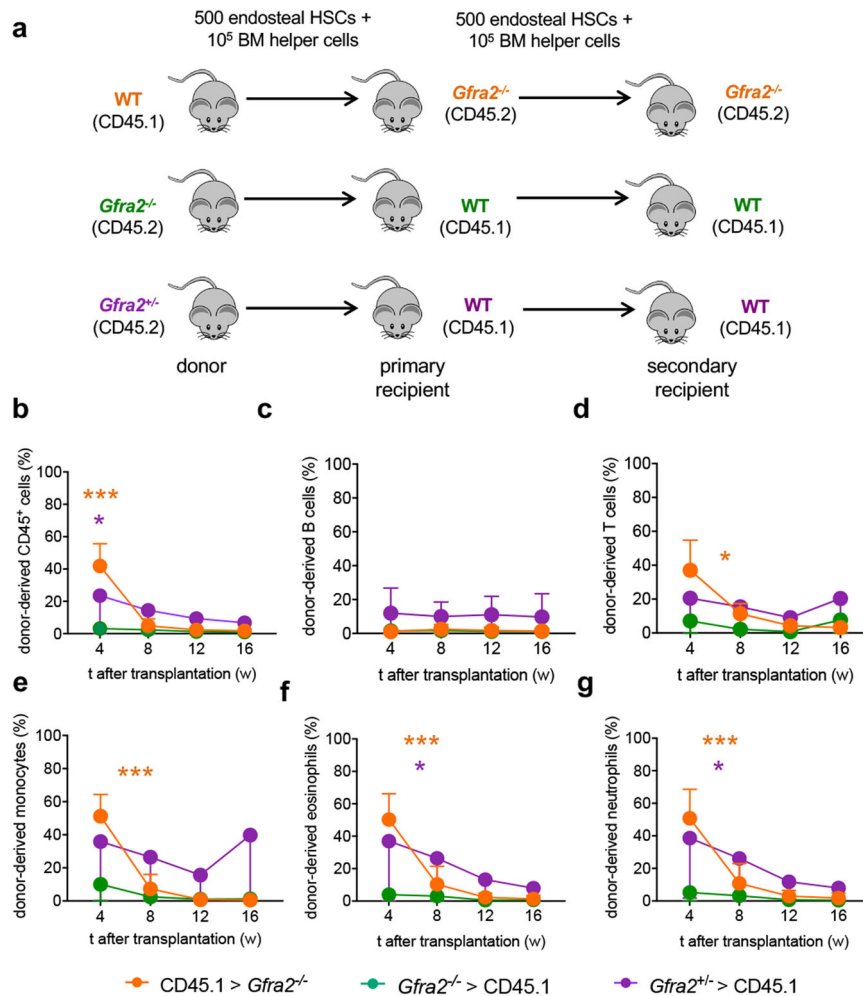 a
500 endosteal HSCs +
10⁵ BM helper cells
500 endosteal HSCs +
10⁵ BM helper cells
WT
(CD45.1)
Gfra2-/-
(CD45.2)
Gfra2-/-
(CD45.2)
Gfra2-/-
(CD45.2)
WT
(CD45.1)
WT
(CD45.1)
Gfra2+/-
(CD45.2)
WT
(CD45.1)
WT
(CD45.1)
donor
primary
recipient
secondary
recipient
b
donor-derived CD45⁺ cells (%)
100
80
60
40
20
0
***
*
4 8 12 16
t after transplantation (w)
c
donor-derived B cells (%)
100
80
60
40
20
0
4 8 12 16
t after transplantation (w)
d
donor-derived T cells (%)
100
80
60
40
20
0
*
4 8 12 16
t after transplantation (w)
e
donor-derived monocytes (%)
100
80
60
40
20
0
***
4 8 12 16
t after transplantation (w)
f
donor-derived eosinophils (%)
100
80
60
40
20
0
***
*
4 8 12 16
t after transplantation (w)
g
donor-derived neutrophils (%)
100
80
60
40
20
0
***
*
4 8 12 16
t after transplantation (w)
CD45.1 > Gfra2-/-
Gfra2-/- > CD45.1
Gfra2+/- > CD45.1